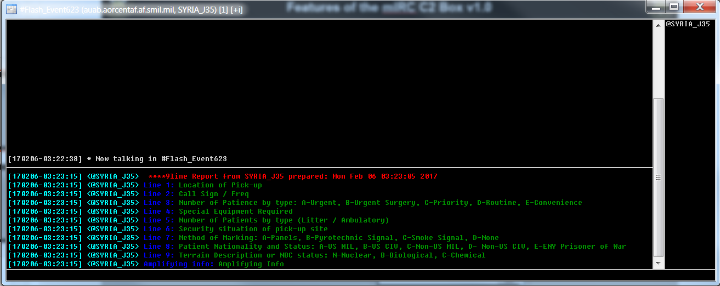 #Flash_Event623 (auab.aorcentaf.af.smil.mil, SYRIA_J35) [1] [+i]
Features of the mIRC C2 Box v1.0
@SYRIA_J35
[170206-03:22:38] * Now talking in #Flash_Event623
[170206-03:23:15] <@SYRIA_J35> ****9line Report from SYRIA J35 prepared: Mon Feb 06 03:23:05 2017
[170206-03:23:15] <@SYRIA_J35> Line 1: Location of Pick-up
[170206-03:23:15] <@SYRIA_J35> Line 2: Call Sign / Freq
[170206-03:23:15] <@SYRIA_J35> Line 3: Number of Patience by type: A-Urgent, B-Urgent Surgery, C-Priority, D-Routine, E-Convenience
[170206-03:23:15] <@SYRIA_J35> Line 4: Special Equipment Required
[170206-03:23:15] <@SYRIA_J35> Line 5: Number of Patients by Type (Litter / Ambulatory)
[170206-03:23:15] <@SYRIA_J35> Line 6: Security situation of pick-up site
[170206-03:23:15] <@SYRIA_J35> Line 7: Method of Marking: A-Panels, B-Pyrotechnic Signal, C-Smoke Signal, D-None
[170206-03:23:15] <@SYRIA_J35> Line 8: Patient Nationality and Status: A-US MIL, B-US CIV, C-Non-US MIL, D- Non-US CIV, E-ENY Prisoner of War
[170206-03:23:15] <@SYRIA_J35> Line 9: Terrain Description or NBC status: N-Nuclear, B-Biological, C-Chemical
[170206-03:23:15] <@SYRIA_J35> Amplifying info: Amplifying Info